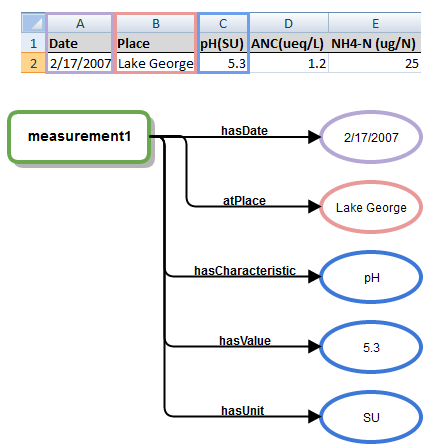 A B C D E
1 Date Place pH(SU) ANC(ueq/L) NH4-N (ug/N)
2 2/17/2007 Lake George 5.3 1.2 25
measurement1
hasDate 2/17/2007
atPlace Lake George
hasCharacteristic pH
hasValue 5.3
hasUnit SU